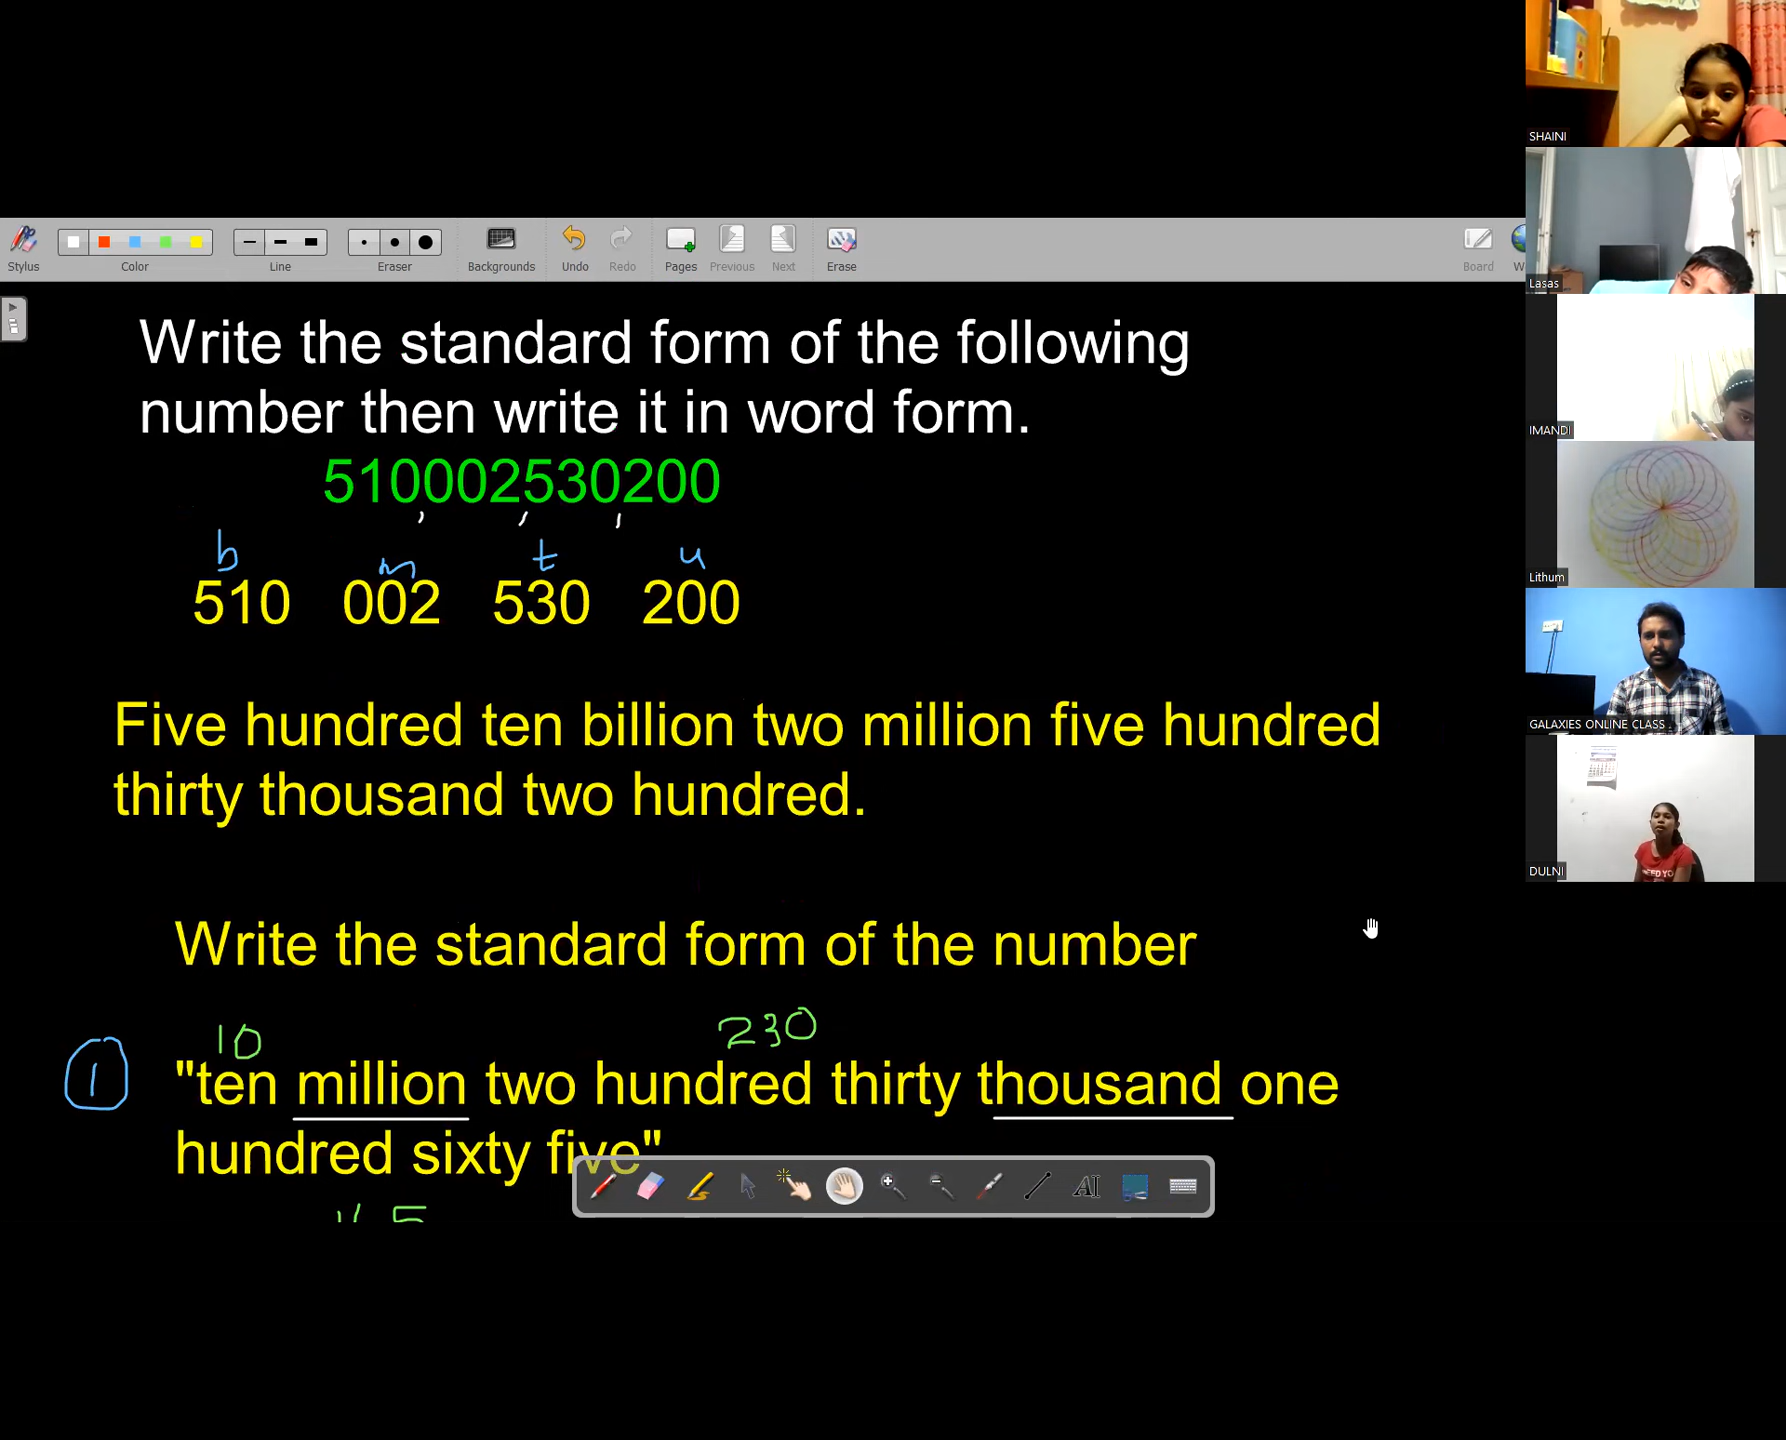 SHAINI
Lasas
IMANDI
Lithum
GALAXIES ONLINE CLASS
DULNI
Stylus
Color
Line
Eraser
Backgrounds
Undo
Redo
Pages
Previous
Next
Erase
Board
Write the standard form of the following
number then write it in word form.
510002530200
, , ,
b m t u
510 002 530 200
Five hundred ten billion two million five hundred
thirty thousand two hundred.
Write the standard form of the number
10 230
1 "ten million two hundred thirty thousand one
hundred sixty five"